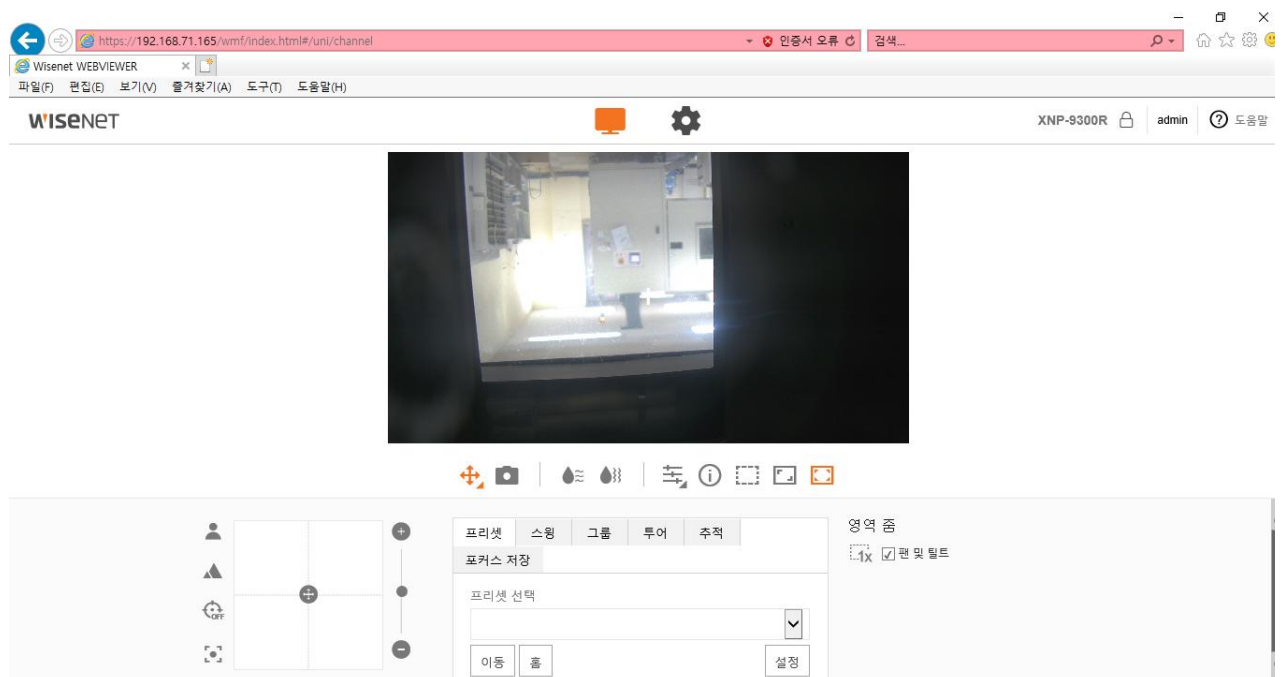 https://192.168.71.165/wmf/index.html#/uni/channel
인증서 오류
검색...
Wisenet WEBVIEWER
파일(F) 편집(E) 보기(V) 즐겨찾기(A) 도구(T) 도움말(H)
WISENET
XNP-9300R admin 도움말
프리셋 스윙 그룹 투어 추적
포커스 저장
영역 줌
1x 팬 및 틸트
프리셋 선택
OFF
이동 홈 설정